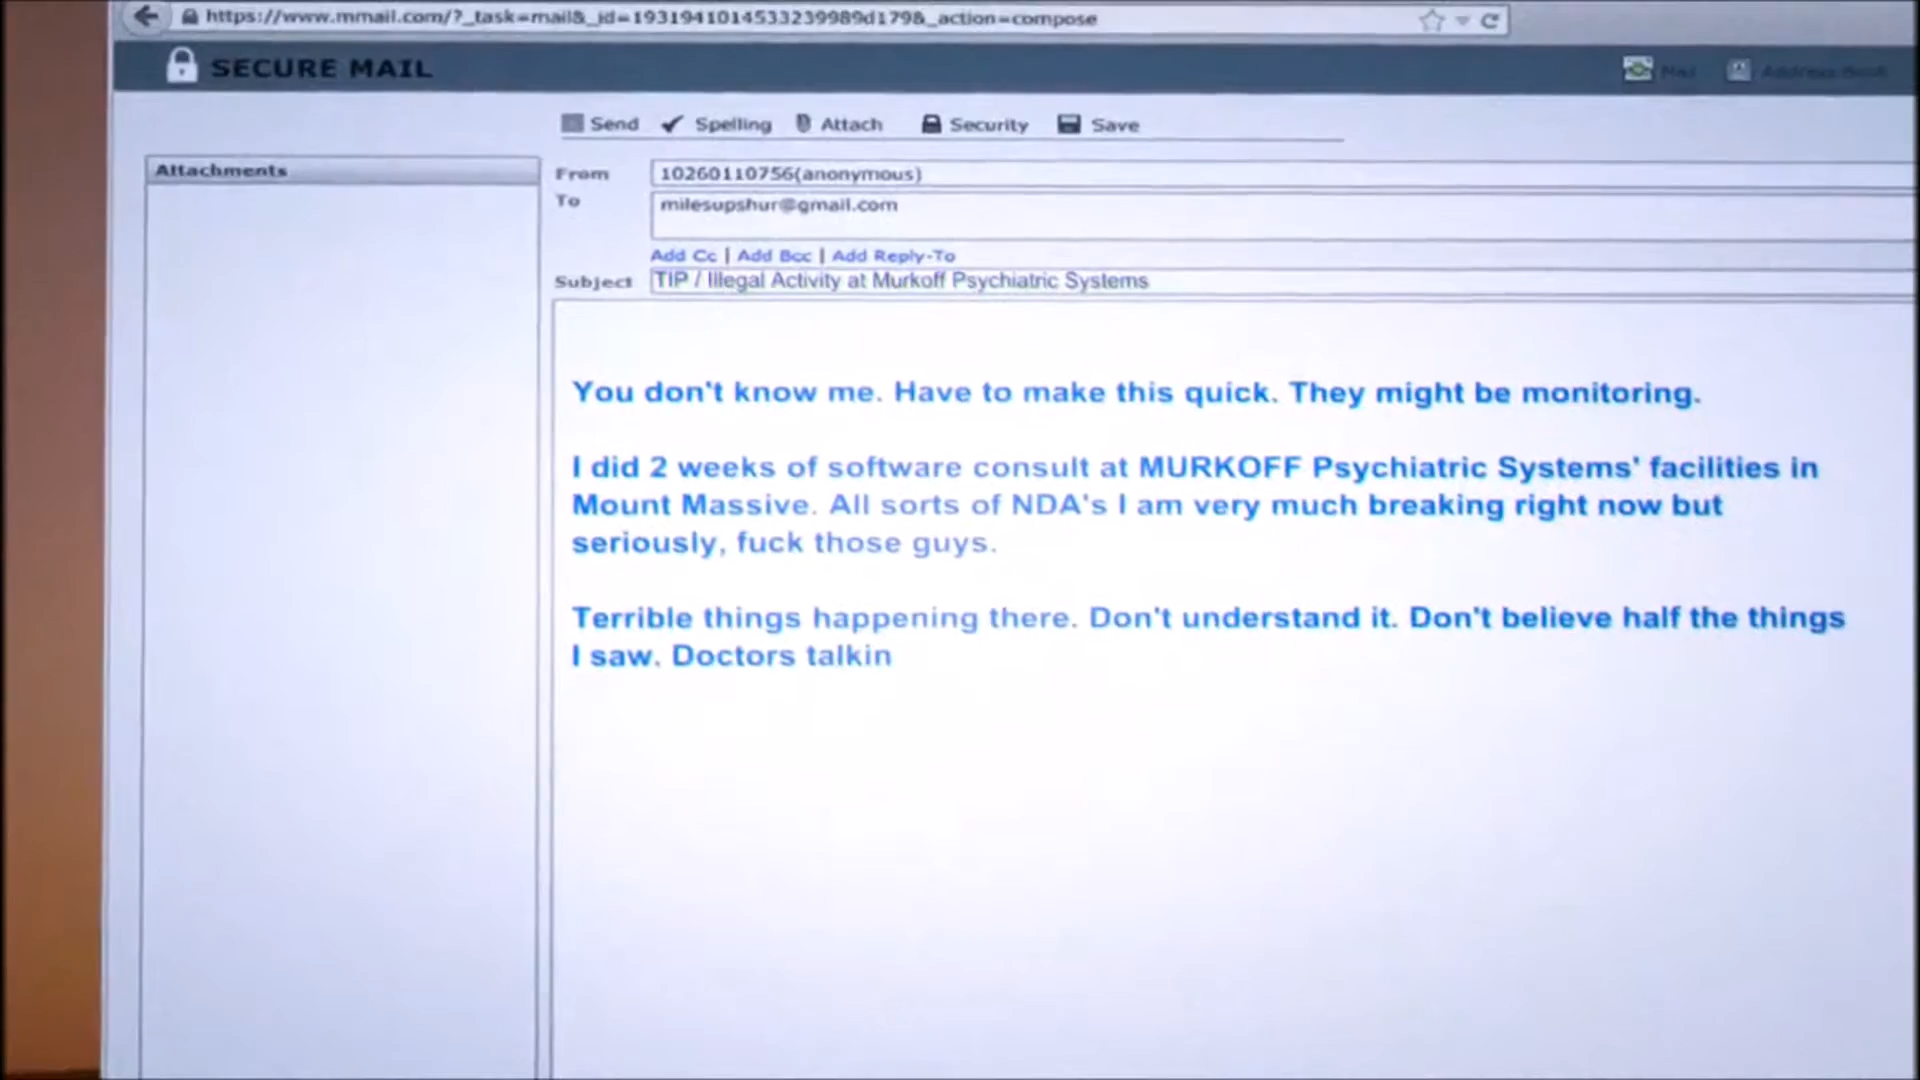 https://www.mmail.com/?_task=mail&_id=1931941014533239989d179&_action=compose
SECURE MAIL
Mail
Address Book
Send Spelling Attach Security Save
Attachments
From 10260110756(anonymous)
To milesupshur@gmail.com
Add Cc | Add Bcc | Add Reply-To
Subject TIP / Illegal Activity at Murkoff Psychiatric Systems
You don't know me. Have to make this quick. They might be monitoring.
I did 2 weeks of software consult at MURKOFF Psychiatric Systems' facilities in
Mount Massive. All sorts of NDA's I am very much breaking right now but
seriously, fuck those guys.
Terrible things happening there. Don't understand it. Don't believe half the things
I saw. Doctors talkin